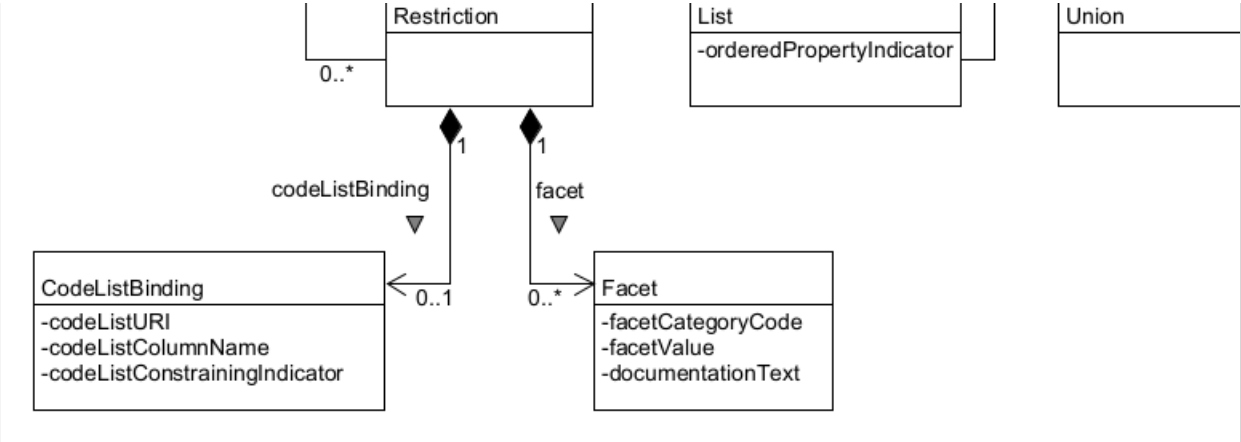 Restriction
List
Union
-orderedPropertyIndicator
0..*
1
1
codeListBinding
facet
CodeListBinding
0..1
0..*
Facet
-codeListURI
-codeListColumnName
-codeListConstrainingIndicator
-facetCategoryCode
-facetValue
-documentationText